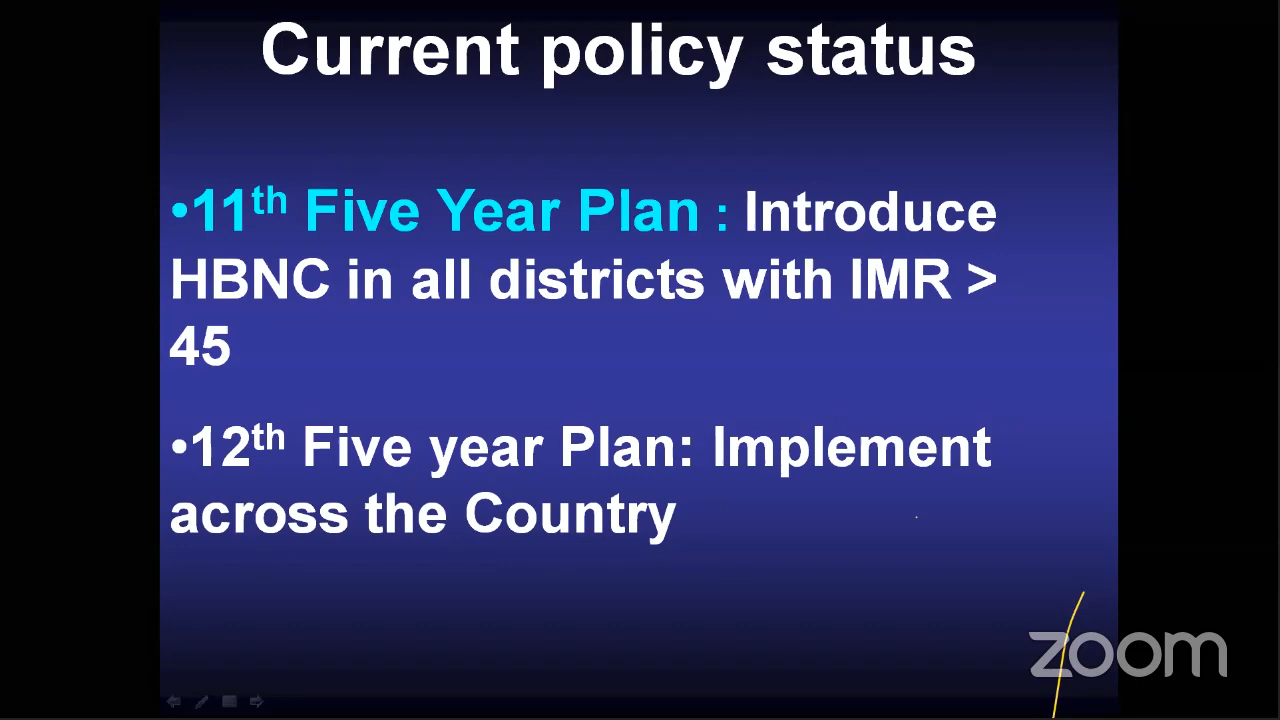 Current policy status
•11th Five Year Plan : Introduce
HBNC in all districts with IMR >
45
•12th Five year Plan: Implement
across the Country
zoom